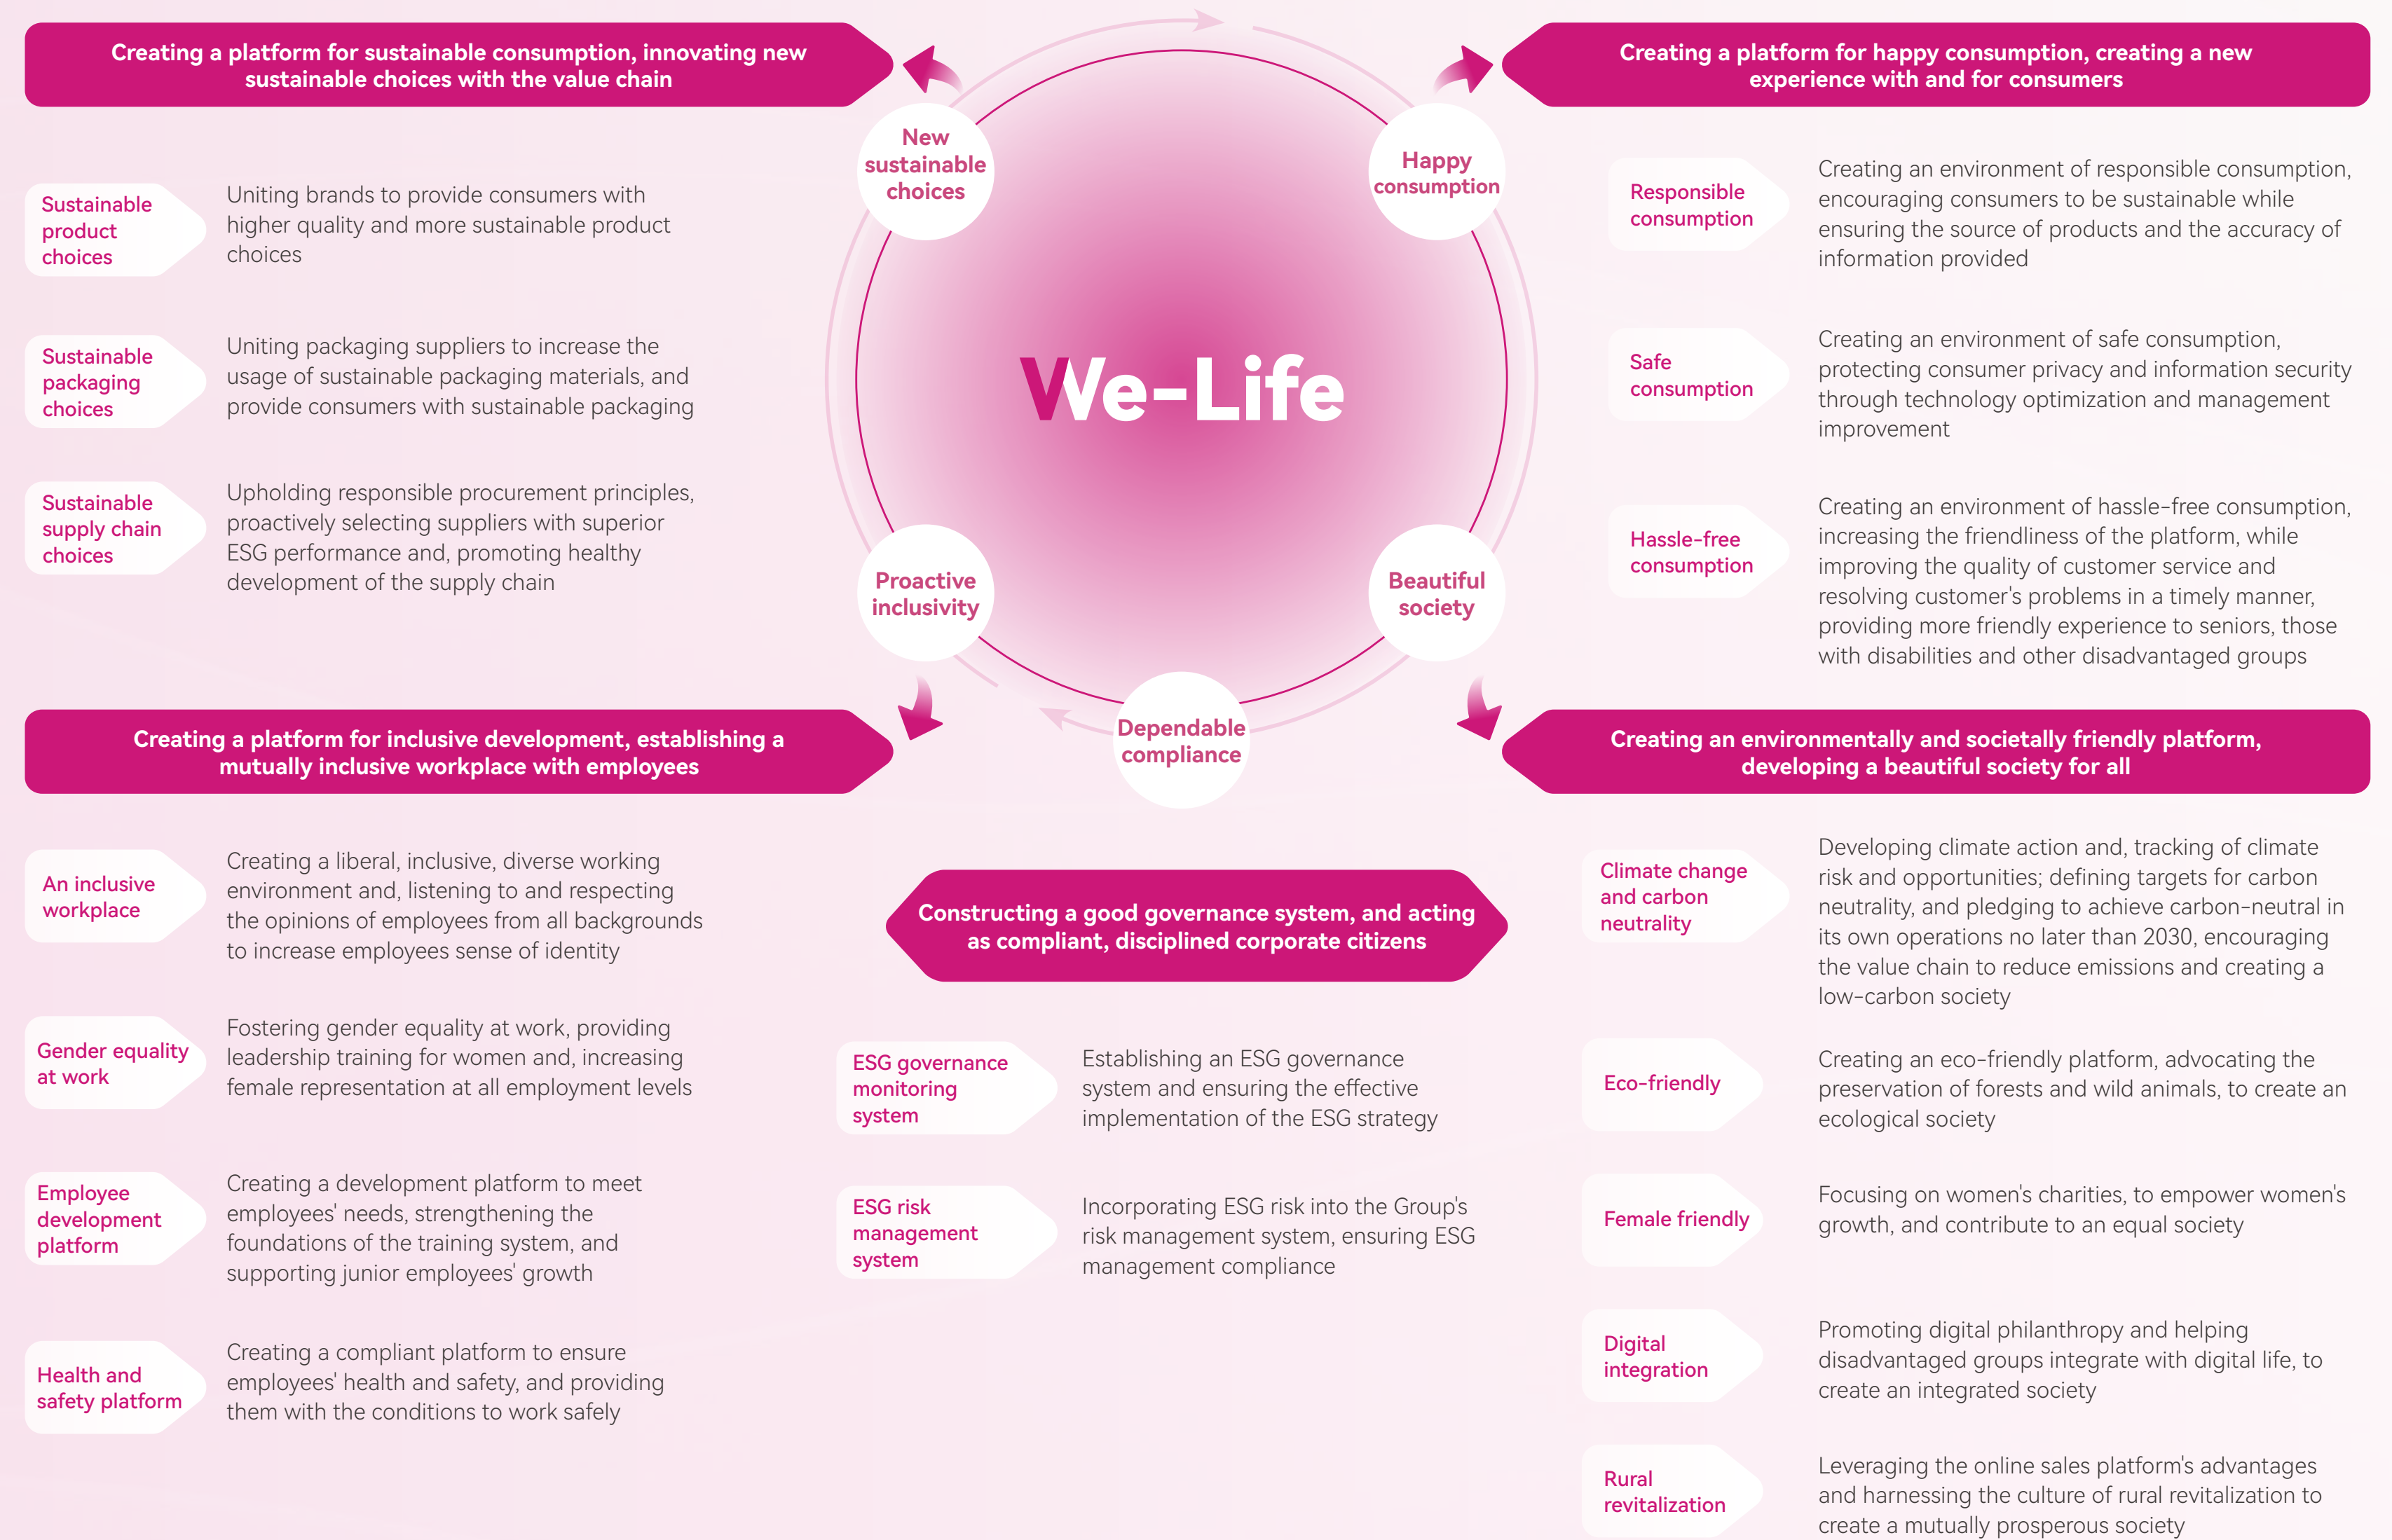 Creating a platform for sustainable consumption, innovating new
sustainable choices with the value chain
Sustainable
product
choices
Uniting brands to provide consumers with
higher quality and more sustainable product
choices
Sustainable
packaging
choices
Uniting packaging suppliers to increase the
usage of sustainable packaging materials, and
provide consumers with sustainable packaging
Sustainable
supply chain
choices
Upholding responsible procurement principles,
proactively selecting suppliers with superior
ESG performance and, promoting healthy
development of the supply chain
New
sustainable
choices
Happy
consumption
We-Life
Proactive
inclusivity
Beautiful
society
Dependable
compliance
Creating a platform for happy consumption, creating a new
experience with and for consumers
Responsible
consumption
Creating an environment of responsible consumption,
encouraging consumers to be sustainable while
ensuring the source of products and the accuracy of
information provided
Safe
consumption
Creating an environment of safe consumption,
protecting consumer privacy and information security
through technology optimization and management
improvement
Hassle-free
consumption
Creating an environment of hassle-free consumption,
increasing the friendliness of the platform, while
improving the quality of customer service and
resolving customer's problems in a timely manner,
providing more friendly experience to seniors, those
with disabilities and other disadvantaged groups
Creating a platform for inclusive development, establishing a
mutually inclusive workplace with employees
An inclusive
workplace
Creating a liberal, inclusive, diverse working
environment and, listening to and respecting
the opinions of employees from all backgrounds
to increase employees sense of identity
Gender equality
at work
Fostering gender equality at work, providing
leadership training for women and, increasing
female representation at all employment levels
Employee
development
platform
Creating a development platform to meet
employees' needs, strengthening the
foundations of the training system, and
supporting junior employees' growth
Health and
safety platform
Creating a compliant platform to ensure
employees' health and safety, and providing
them with the conditions to work safely
Constructing a good governance system, and acting
as compliant, disciplined corporate citizens
ESG governance
monitoring
system
Establishing an ESG governance
system and ensuring the effective
implementation of the ESG strategy
ESG risk
management
system
Incorporating ESG risk into the Group's
risk management system, ensuring ESG
management compliance
Creating an environmentally and societally friendly platform,
developing a beautiful society for all
Climate change
and carbon
neutrality
Developing climate action and, tracking of climate
risk and opportunities; defining targets for carbon
neutrality, and pledging to achieve carbon-neutral in
its own operations no later than 2030, encouraging
the value chain to reduce emissions and creating a
low-carbon society
Eco-friendly
Creating an eco-friendly platform, advocating the
preservation of forests and wild animals, to create an
ecological society
Female friendly
Focusing on women's charities, to empower women's
growth, and contribute to an equal society
Digital
integration
Promoting digital philanthropy and helping
disadvantaged groups integrate with digital life, to
create an integrated society
Rural
revitalization
Leveraging the online sales platform's advantages
and harnessing the culture of rural revitalization to
create a mutually prosperous society